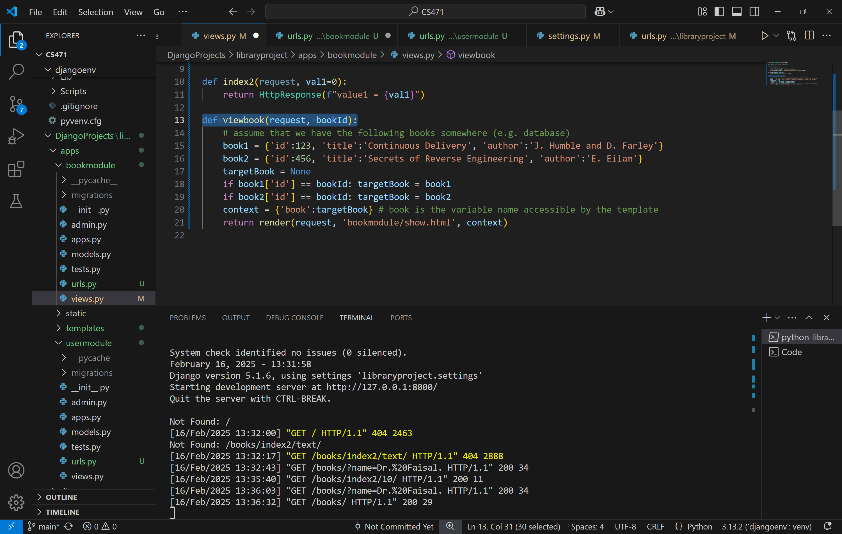 File Edit Selection View Go ··· CS471
EXPLORER ···
CS471
djangoenv
Lib
Scripts
.gitignore
pyvenv.cfg
DjangoProjects \ li...
apps
bookmodule
__pycache__
migrations
__init__.py
admin.py
apps.py
models.py
tests.py
urls.py U
views.py M
static
templates
usermodule
__pycache__
migrations
__init__.py
admin.py
apps.py
models.py
tests.py
urls.py U
views.py
OUTLINE
TIMELINE
views.py M
urls.py ...\bookmodule U
urls.py ...\usermodule U
settings.py M
urls.py ...\libraryproject M
DjangoProjects > libraryproject > apps > bookmodule > views.py > viewbook
9
10 def index2(request, val1=0):
11 return HttpResponse(f"value1 = {val1}")
12
13 def viewbook(request, bookId):
14 # assume that we have the following books somewhere (e.g. database)
15 book1 = {'id':123, 'title':'Continuous Delivery', 'author':'J. Humble and D. Farley'}
16 book2 = {'id':456, 'title':'Secrets of Reverse Engineering', 'author':'E. Eilam'}
17 targetBook = None
18 if book1['id'] == bookId: targetBook = book1
19 if book2['id'] == bookId: targetBook = book2
20 context = {'book':targetBook} # book is the variable name accessible by the template
21 return render(request, 'bookmodule/show.html', context)
22
PROBLEMS OUTPUT DEBUG CONSOLE TERMINAL PORTS
System check identified no issues (0 silenced).
February 16, 2025 - 13:31:58
Django version 5.1.6, using settings 'libraryproject.settings'
Starting development server at http://127.0.0.1:8000/
Quit the server with CTRL-BREAK.
Not Found: /
[16/Feb/2025 13:32:00] "GET / HTTP/1.1" 404 2463
Not Found: /books/index2/text/
[16/Feb/2025 13:32:17] "GET /books/index2/text/ HTTP/1.1" 404 2888
[16/Feb/2025 13:32:43] "GET /books/?name=Dr.%20Faisal. HTTP/1.1" 200 34
[16/Feb/2025 13:35:40] "GET /books/index2/10/ HTTP/1.1" 200 11
[16/Feb/2025 13:36:03] "GET /books/?name=Dr.%20Faisal. HTTP/1.1" 200 34
[16/Feb/2025 13:36:32] "GET /books/ HTTP/1.1" 200 29
python libra...
Code
2
7
main* 0 0 Not Committed Yet Ln 13, Col 31 (30 selected) Spaces: 4 UTF-8 CRLF Python 3.13.2 ('djangoenv': venv)